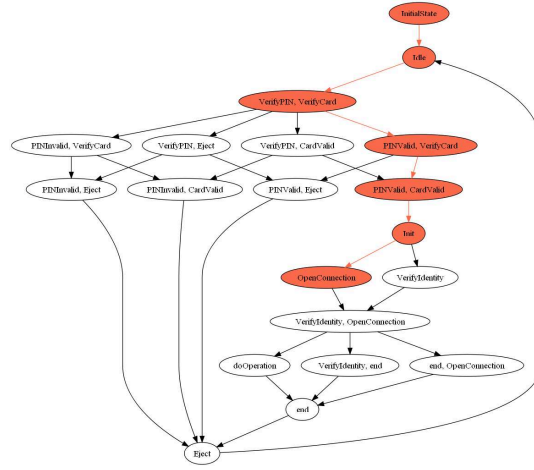 InitialState
Idle
VerifyPIN, VerifyCard
PINInvalid, VerifyCard
VerifyPIN, Eject
VerifyPIN, CardValid
PINValid, VerifyCard
PINInvalid, Eject
PINInvalid, CardValid
PINValid, Eject
PINValid, CardValid
Init
OpenConnection
VerifyIdentity
VerifyIdentity, OpenConnection
doOperation
VerifyIdentity, end
end, OpenConnection
end
Eject